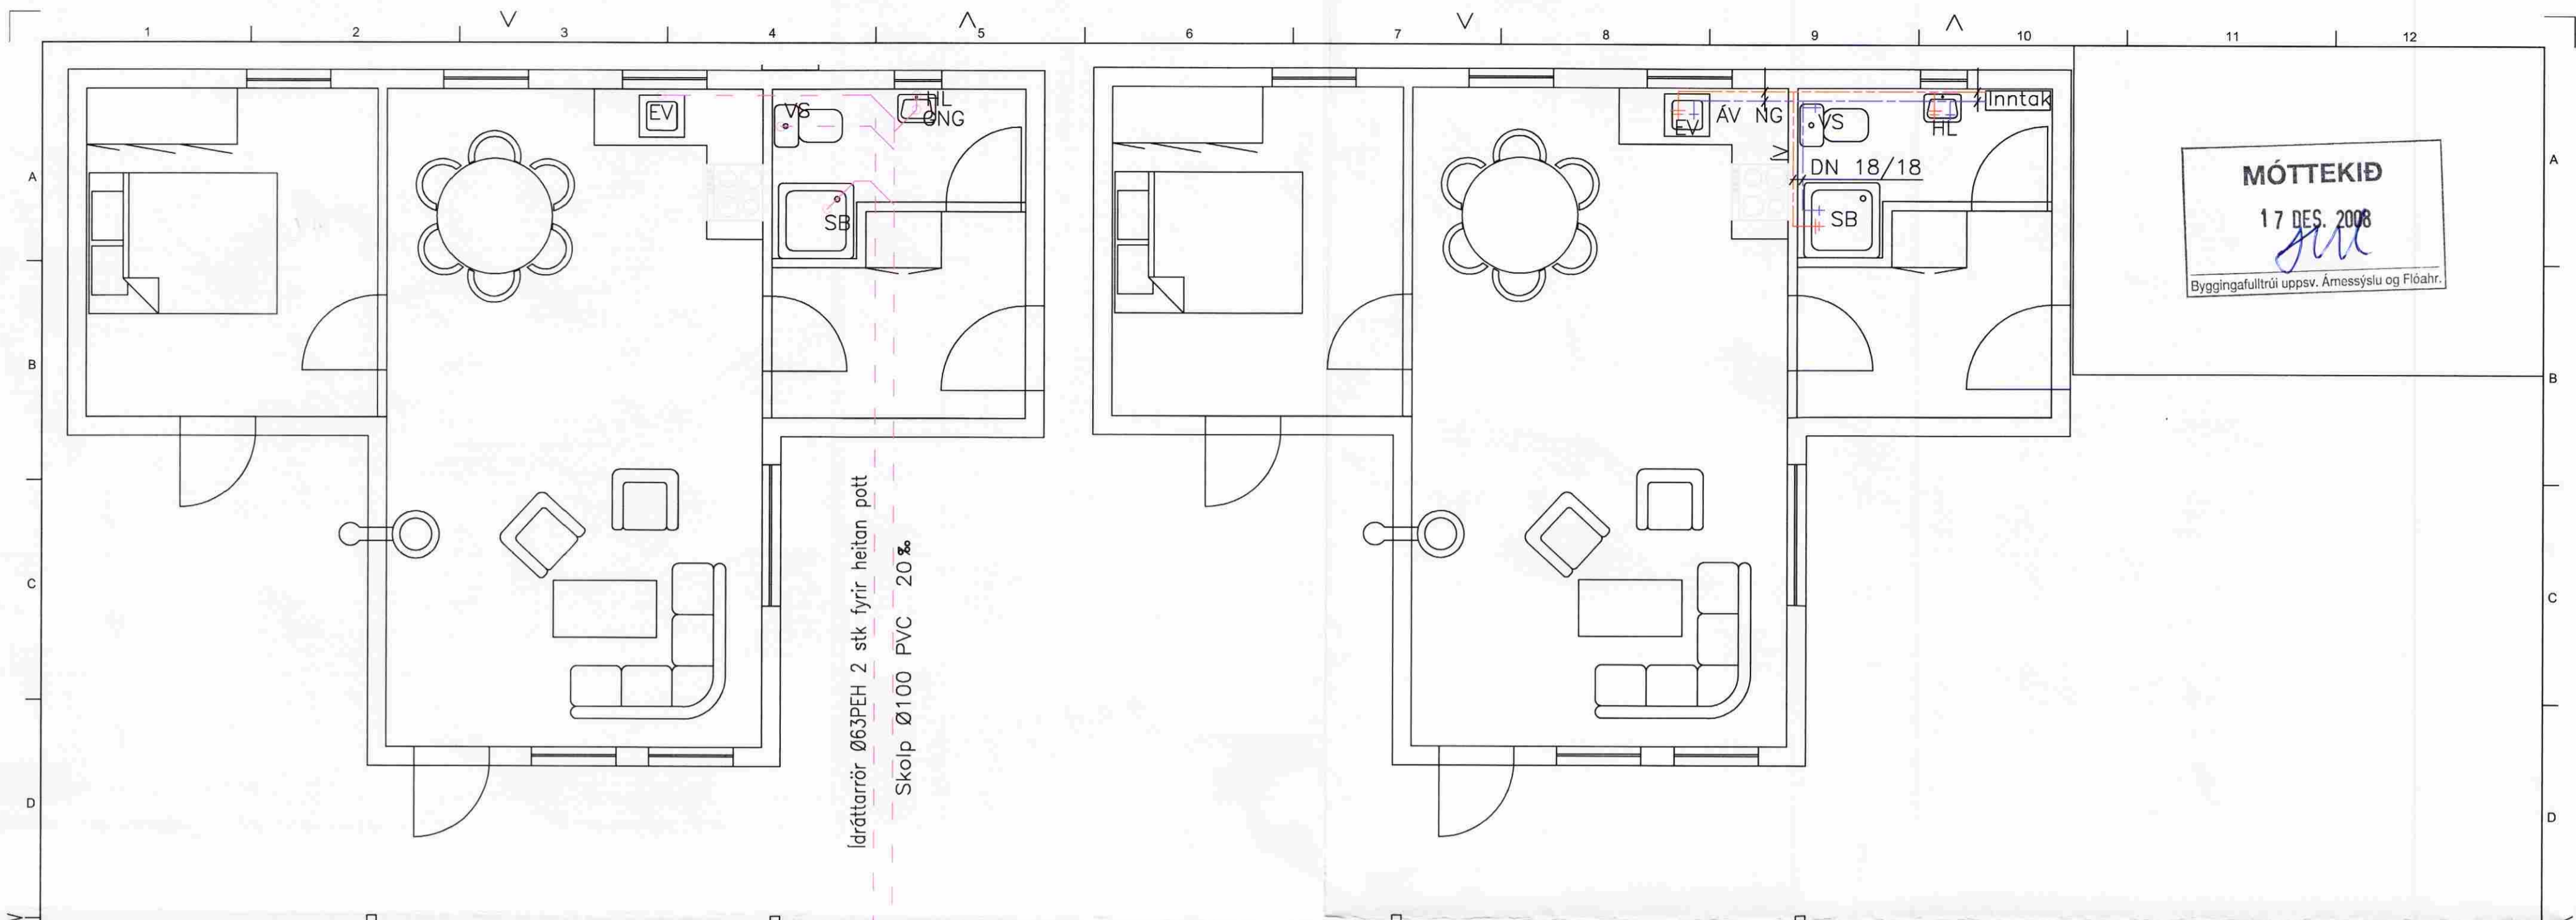 1 2 3 4 5 6 7 8 9 10 11 12
A
B
C
D
EV
VS
HL
GNG
SB
Ídráttarrör Ø63PEH 2 stk fyrir heitan pott
Skolp Ø100 PVC 20‰
EV
ÁV NG
VS
HL
Inntak
DN 18/18
SB
MÓTTEKIÐ
17 DES. 2008
Byggingafulltrúi uppsv. Árnessýslu og Flóahr.
A
B
C
D